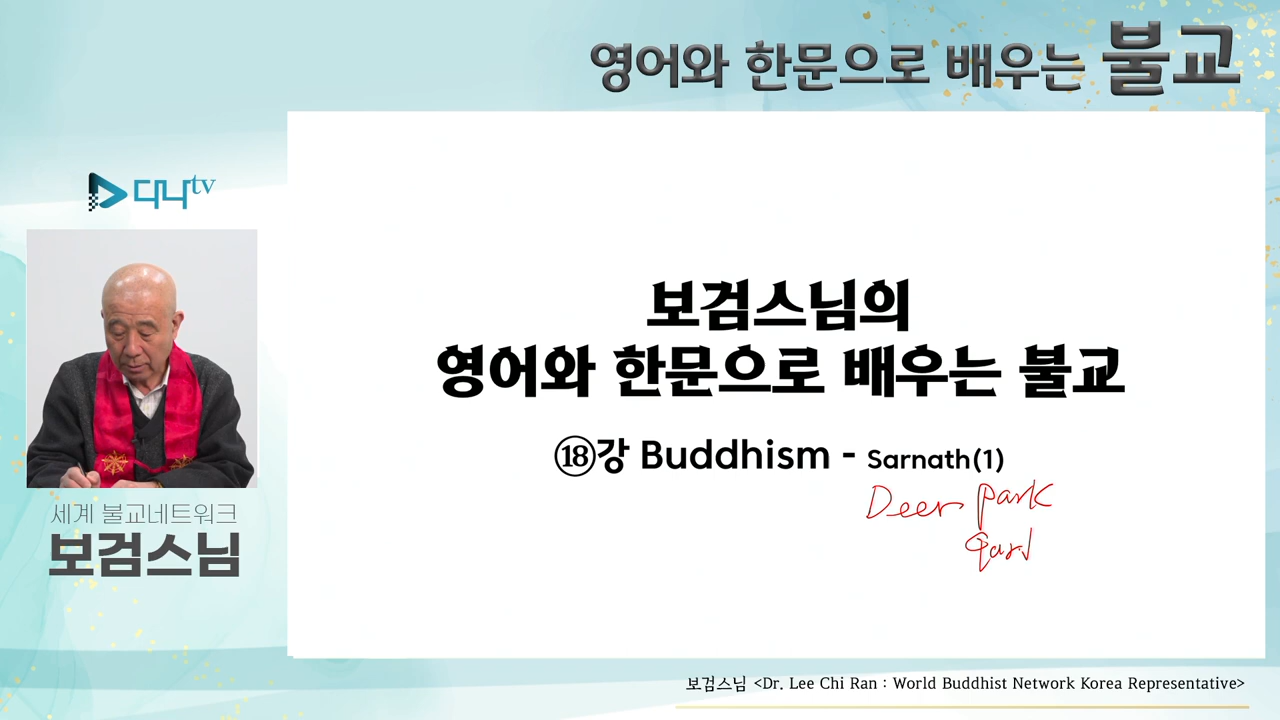 영어와 한문으로 배우는 불교
디나tv
보검스님의
영어와 한문으로 배우는 불교
⑱강 Buddhism - Sarnath(1)
Deer park
Gard
세계 불교네트워크
보검스님
보검스님 <Dr. Lee Chi Ran : World Buddhist Network Korea Representative>